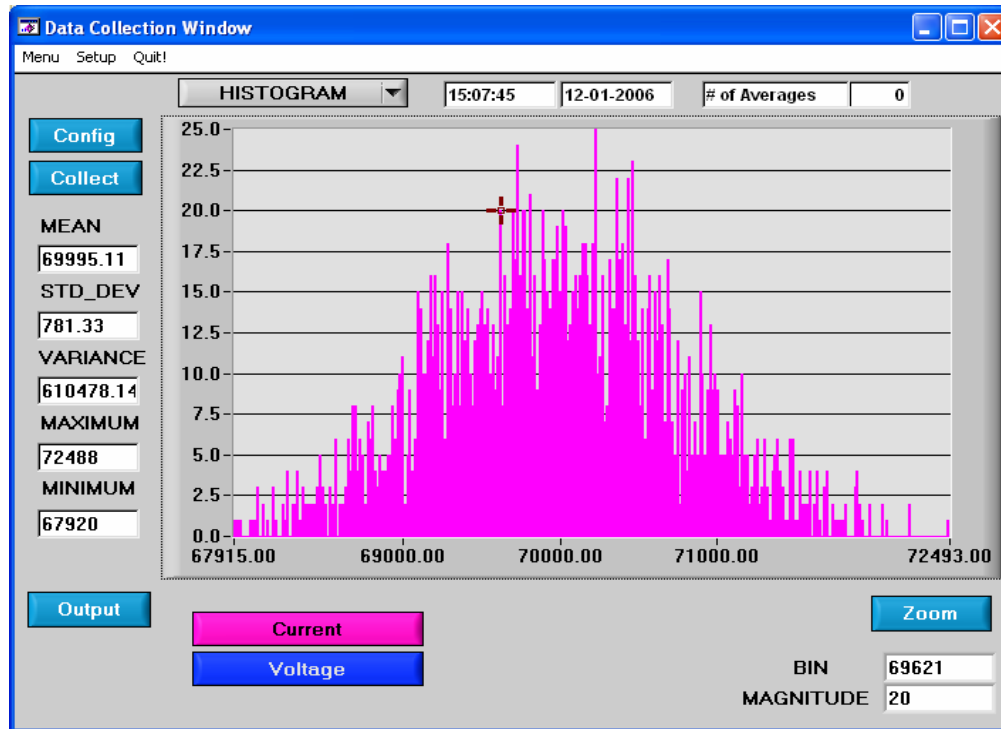 Data Collection Window
Menu Setup Quit!
HISTOGRAM 15:07:45 12-01-2006 # of Averages 0
Config
Collect
MEAN
69995.11
STD_DEV
781.33
VARIANCE
610478.14
MAXIMUM
72488
MINIMUM
67920
25.0
22.5
20.0
17.5
15.0
12.5
10.0
7.5
5.0
2.5
0.0
67915.00 69000.00 70000.00 71000.00 72493.00
Output
Current
Voltage
Zoom
BIN 69621
MAGNITUDE 20